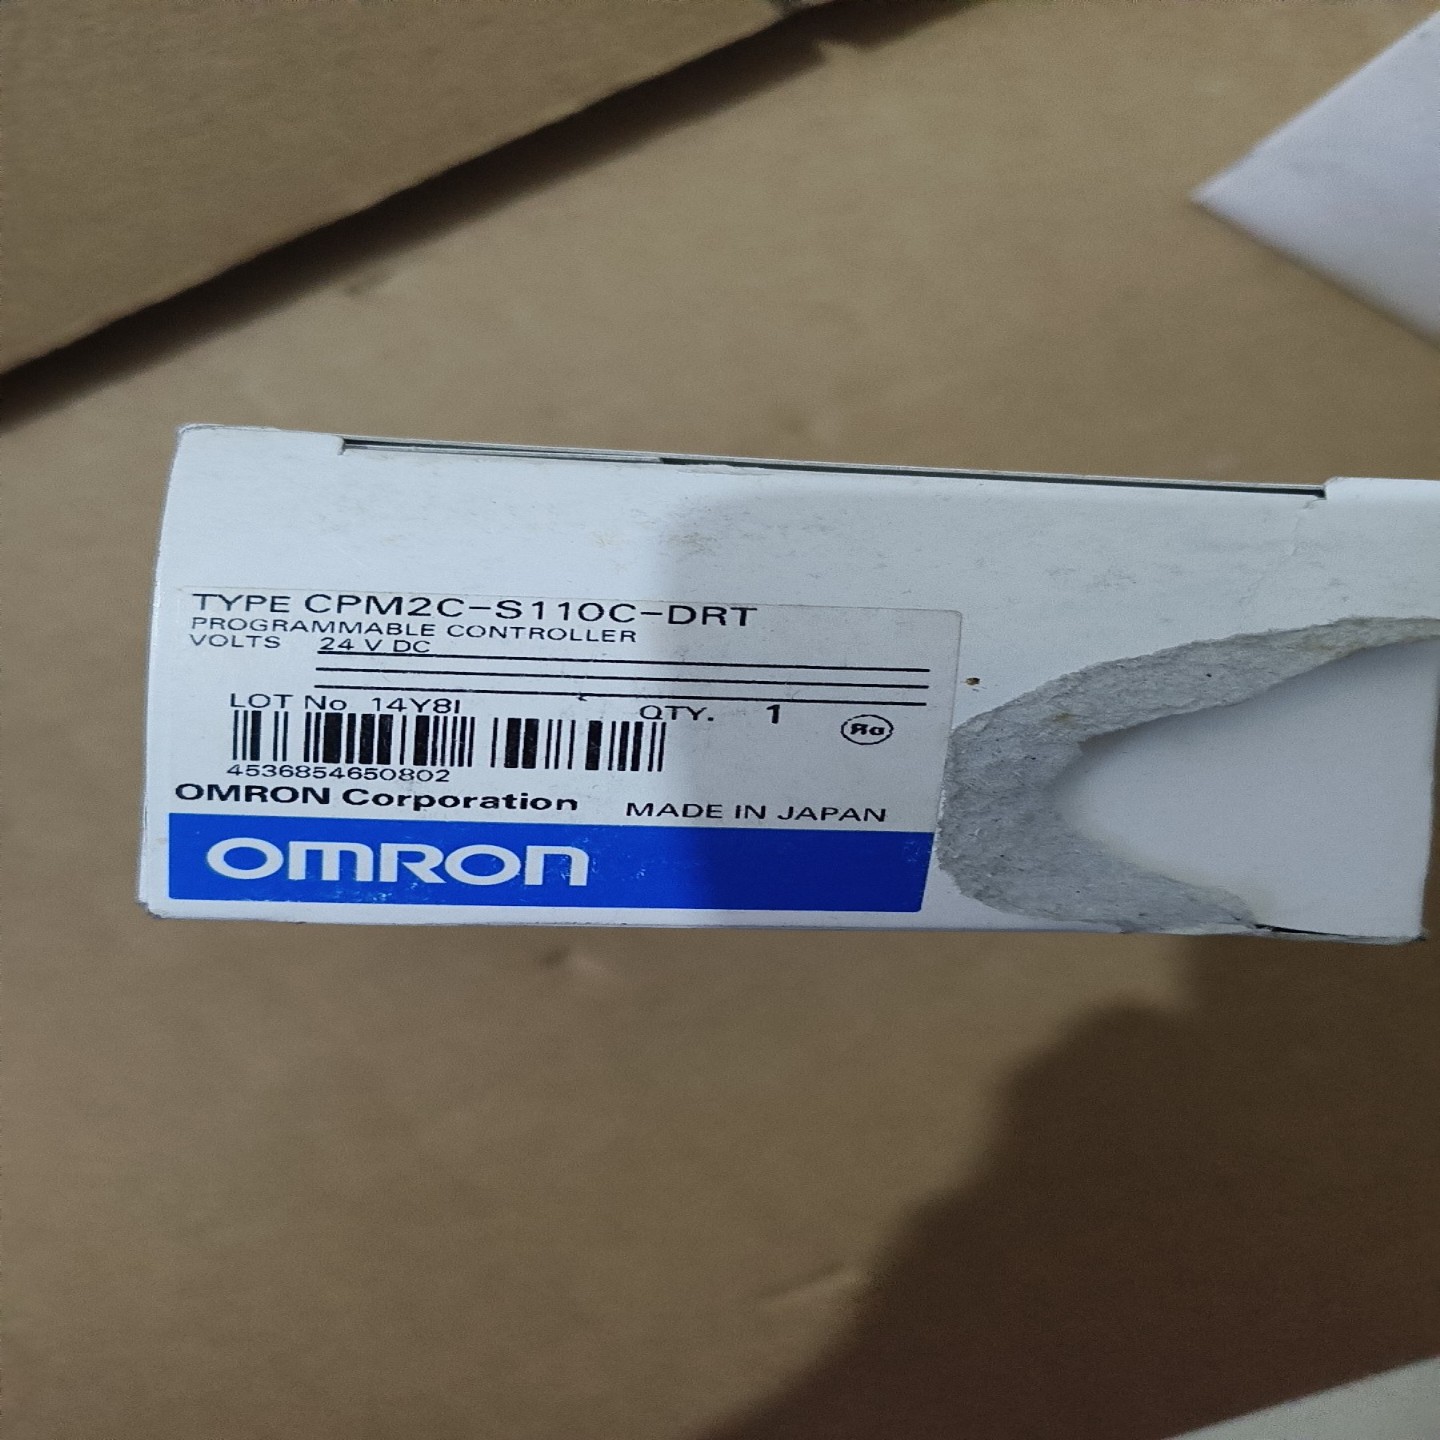 TYPE CPM2C-S110C-DRT
PROGRAMMABLE CONTROLLER
VOLTS 24 V DC
LOT No. 14Y8I
QTY. 1
4536854650802
OMRON Corporation MADE IN JAPAN
OMRON